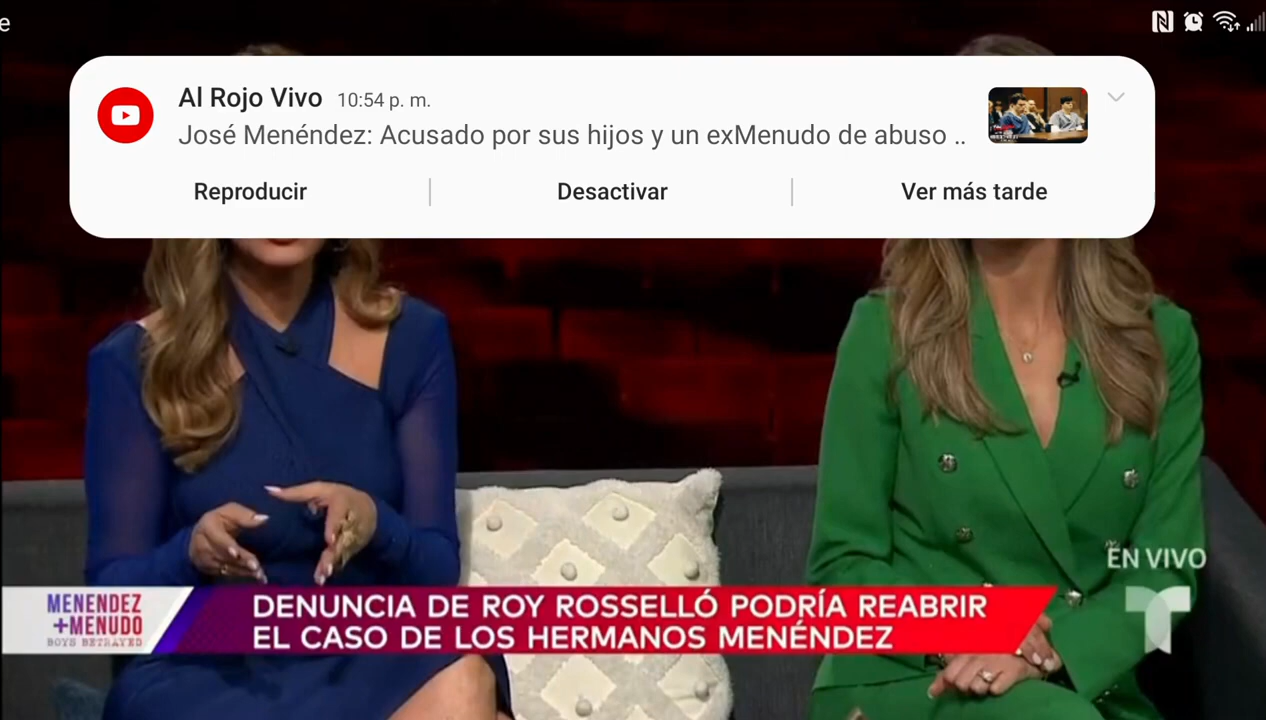 e
Al Rojo Vivo 10:54 p. m.
José Menéndez: Acusado por sus hijos y un exMenudo de abuso ..
Reproducir
Desactivar
Ver más tarde
EN VIVO
MENENDEZ
+MENUDO
BOYS BETRAYED
DENUNCIA DE ROY ROSSELLÓ PODRÍA REABRIR
EL CASO DE LOS HERMANOS MENÉNDEZ